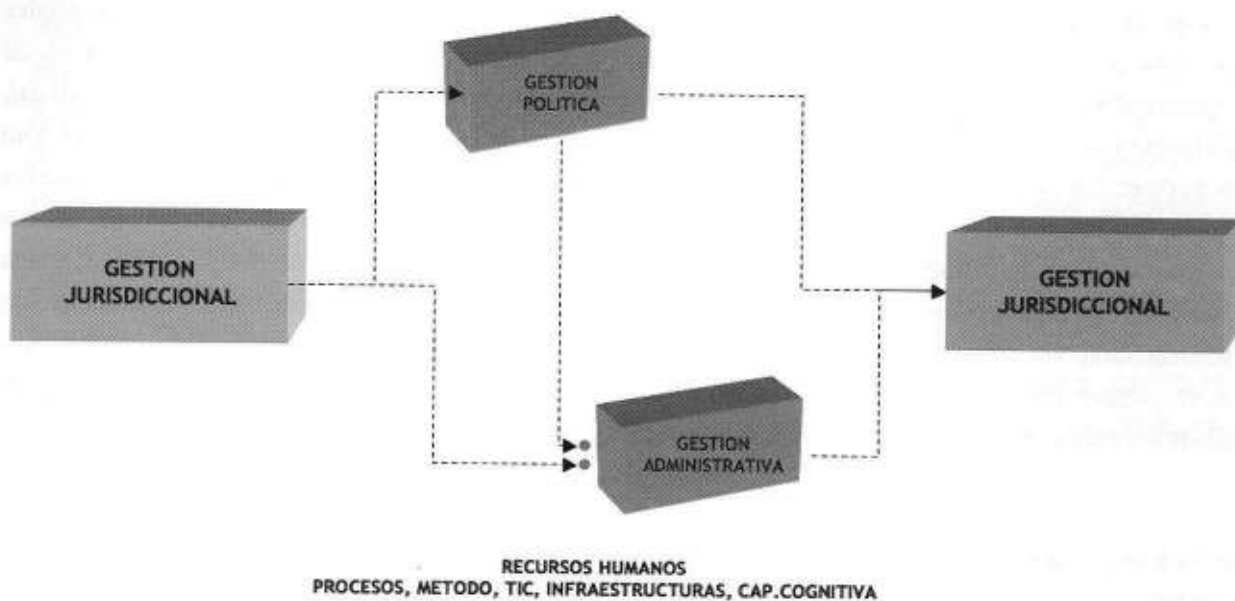 GESTION
POLITICA
GESTION
JURISDICCIONAL
GESTION
JURISDICCIONAL
GESTION
ADMINISTRATIVA
RECURSOS HUMANOS
PROCESOS, METODO, TIC, INFRAESTRUCTURAS, CAP.COGNITIVA